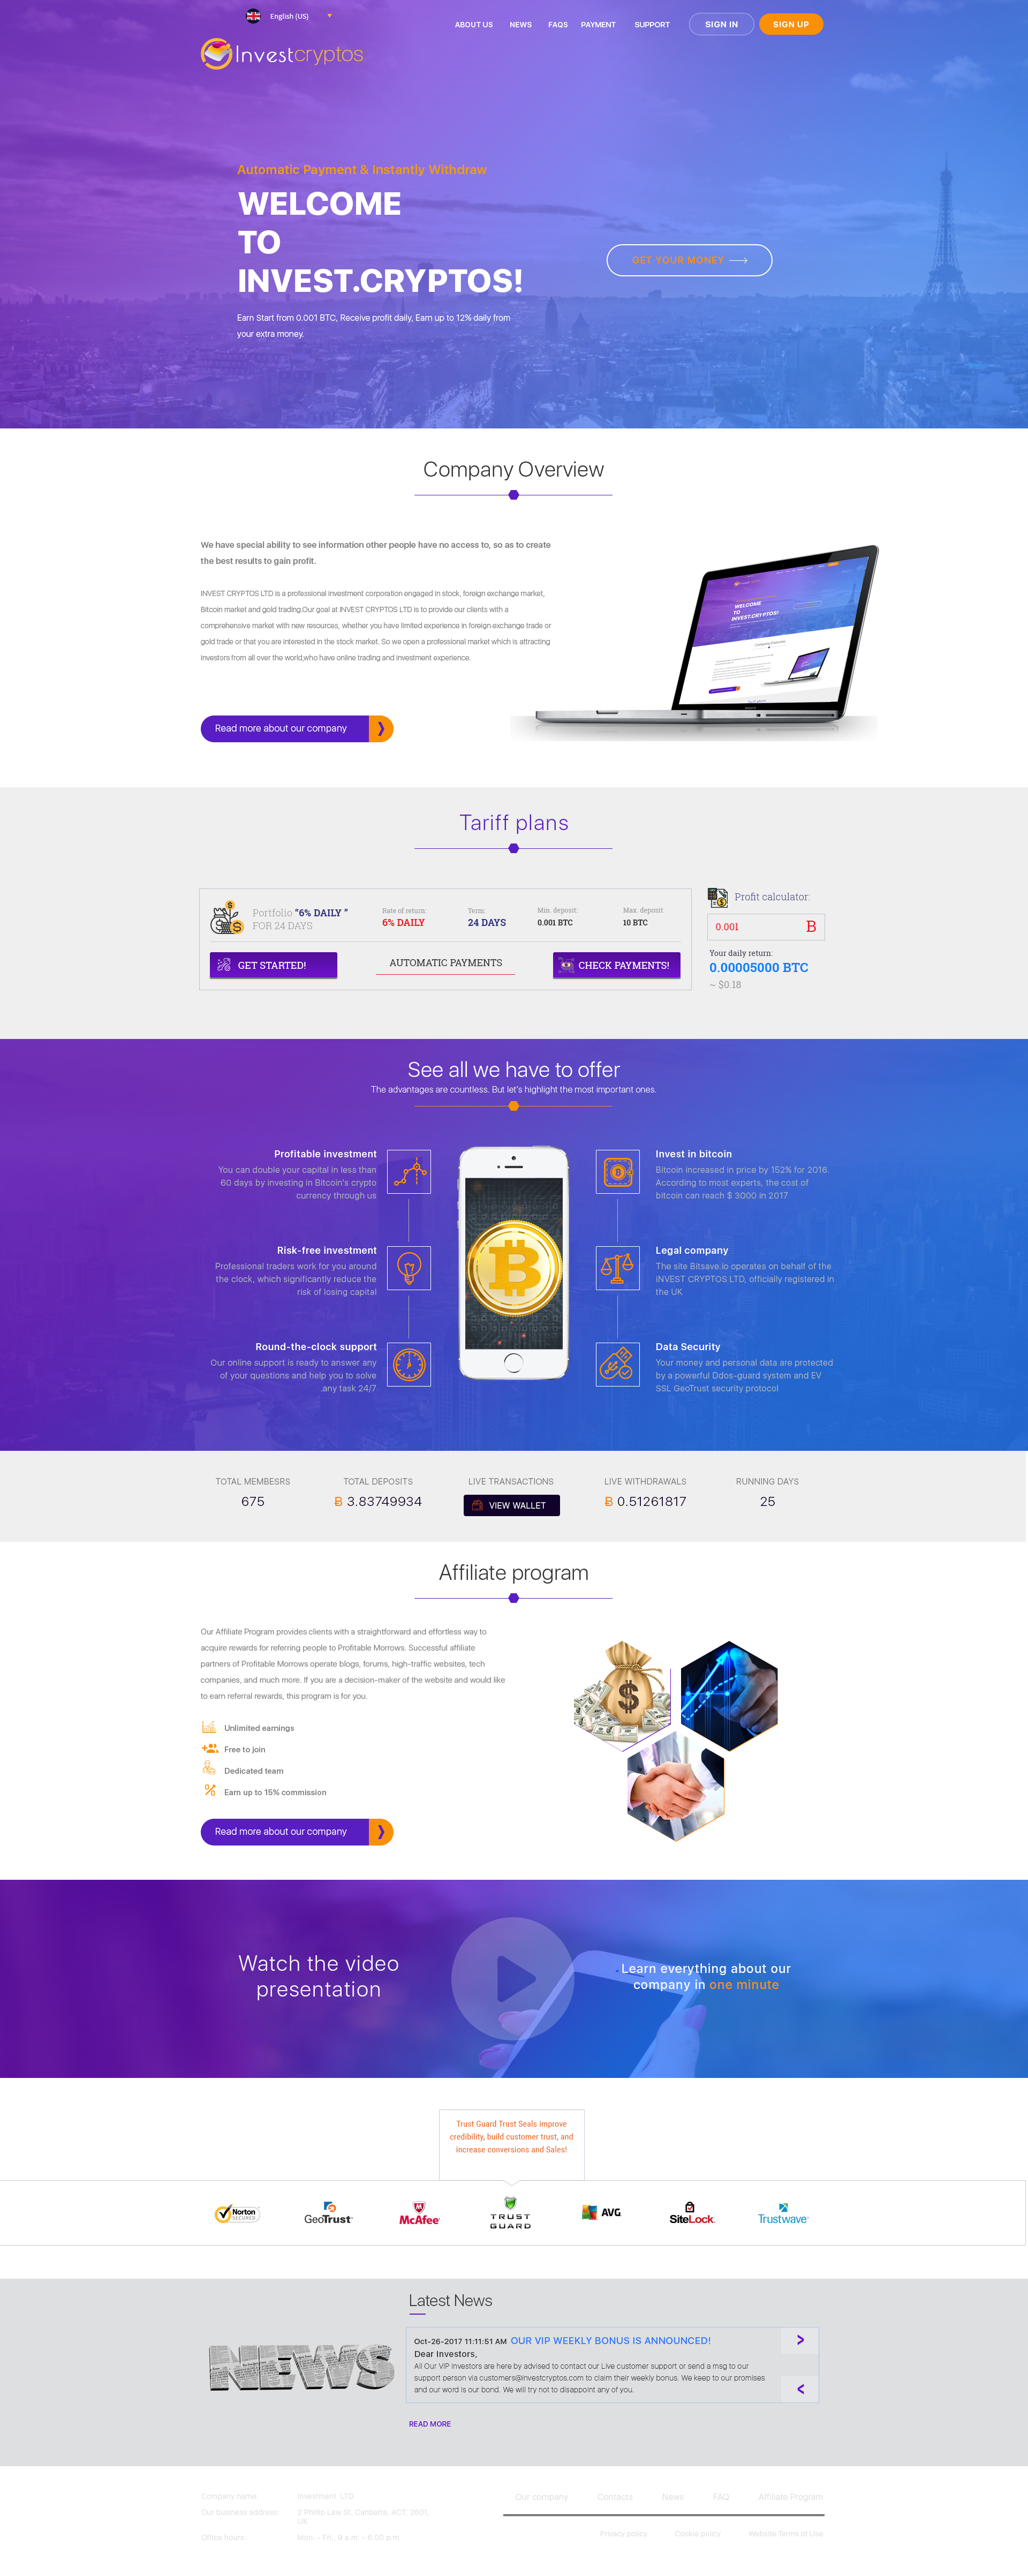 English (US)
ABOUT US NEWS FAQS PAYMENT SUPPORT SIGN IN SIGN UP
Investcryptos
Automatic Payment & Instantly Withdraw
WELCOME
TO
INVEST.CRYPTOS!
GET YOUR MONEY
Earn Start from 0.001 BTC, Receive profit daily, Earn up to 12% daily from
your extra money.
Company Overview
We have special ability to see information other people have no access to, so as to create
the best results to gain profit.
INVEST CRYPTOS LTD is a professional investment corporation engaged in stock, foreign exchange market,
Bitcoin market and gold trading.Our goal at INVEST CRYPTOS LTD is to provide our clients with a
comprehensive market with new resources, whether you have limited experience in foreign exchange trade or
gold trade or that you are interested in the stock market. So we open a professional market which is attracting
investors from all over the world,who have online trading and investment experience.
Read more about our company
WELCOME
TO
INVEST.CRYPTOS!
Company Overview
Tariff plans
Portfolio "6% DAILY "
FOR 24 DAYS
Rate of return:
6% DAILY
Term:
24 DAYS
Min. deposit:
0.001 BTC
Max. deposit:
10 BTC
GET STARTED!
AUTOMATIC PAYMENTS
CHECK PAYMENTS!
Profit calculator:
0.001 B
Your daily return:
0.00005000 BTC
~ $0.18
See all we have to offer
The advantages are countless. But let's highlight the most important ones.
Profitable investment
You can double your capital in less than
60 days by investing in Bitcoin's crypto
currency through us
Risk-free investment
Professional traders work for you around
the clock, which significantly reduce the
risk of losing capital
Round-the-clock support
Our online support is ready to answer any
of your questions and help you to solve
.any task 24/7
Invest in bitcoin
Bitcoin increased in price by 152% for 2016.
According to most experts, the cost of
bitcoin can reach $ 3000 in 2017
Legal company
The site Bitsave.io operates on behalf of the
INVEST CRYPTOS LTD, officially registered in
the UK
Data Security
Your money and personal data are protected
by a powerful Ddos-guard system and EV
SSL GeoTrust security protocol
TOTAL MEMBESRS
675
TOTAL DEPOSITS
Ƀ 3.83749934
LIVE TRANSACTIONS
VIEW WALLET
LIVE WITHDRAWALS
Ƀ 0.51261817
RUNNING DAYS
25
Affiliate program
Our Affiliate Program provides clients with a straightforward and effortless way to
acquire rewards for referring people to Profitable Morrows. Successful affiliate
partners of Profitable Morrows operate blogs, forums, high-traffic websites, tech
companies, and much more. If you are a decision-maker of the website and would like
to earn referral rewards, this program is for you.
Unlimited earnings
Free to join
Dedicated team
Earn up to 15% commission
Read more about our company
$
Watch the video
presentation
- Learn everything about our
company in one minute
Trust Guard Trust Seals improve
credibility, build customer trust, and
increase conversions and Sales!
Norton
SECURED
GeoTrust
McAfee
TRUST
GUARD
AVG
SiteLock
Trustwave
Latest News
NEWS
Oct-26-2017 11:11:51 AM OUR VIP WEEKLY BONUS IS ANNOUNCED!
Dear Investors,
All Our VIP Investors are here by advised to contact our Live customer support or send a msg to our
support person via customers@investcryptos.com to claim their weekly bonus. We keep to our promises
and our word is our bond. We will try not to disappoint any of you.
READ MORE
Company name: Investment LTD
Our business address: 2 Phillip Law St, Canberra, ACT, 2601,
UK
Office hours: Mon. - Fri., 9 a.m. - 6:00 p.m.
Our company Contacts News FAQ Affiliate Program
Privacy policy Cookie policy Website Terms of Use